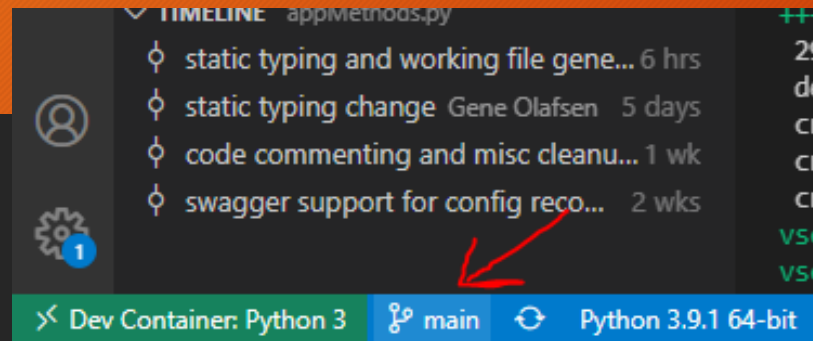 TIMELINE appMethods.py
static typing and working file gene... 6 hrs
static typing change Gene Olafsen 5 days
code commenting and misc cleanu... 1 wk
swagger support for config reco... 2 wks
1
Dev Container: Python 3 main Python 3.9.1 64-bit